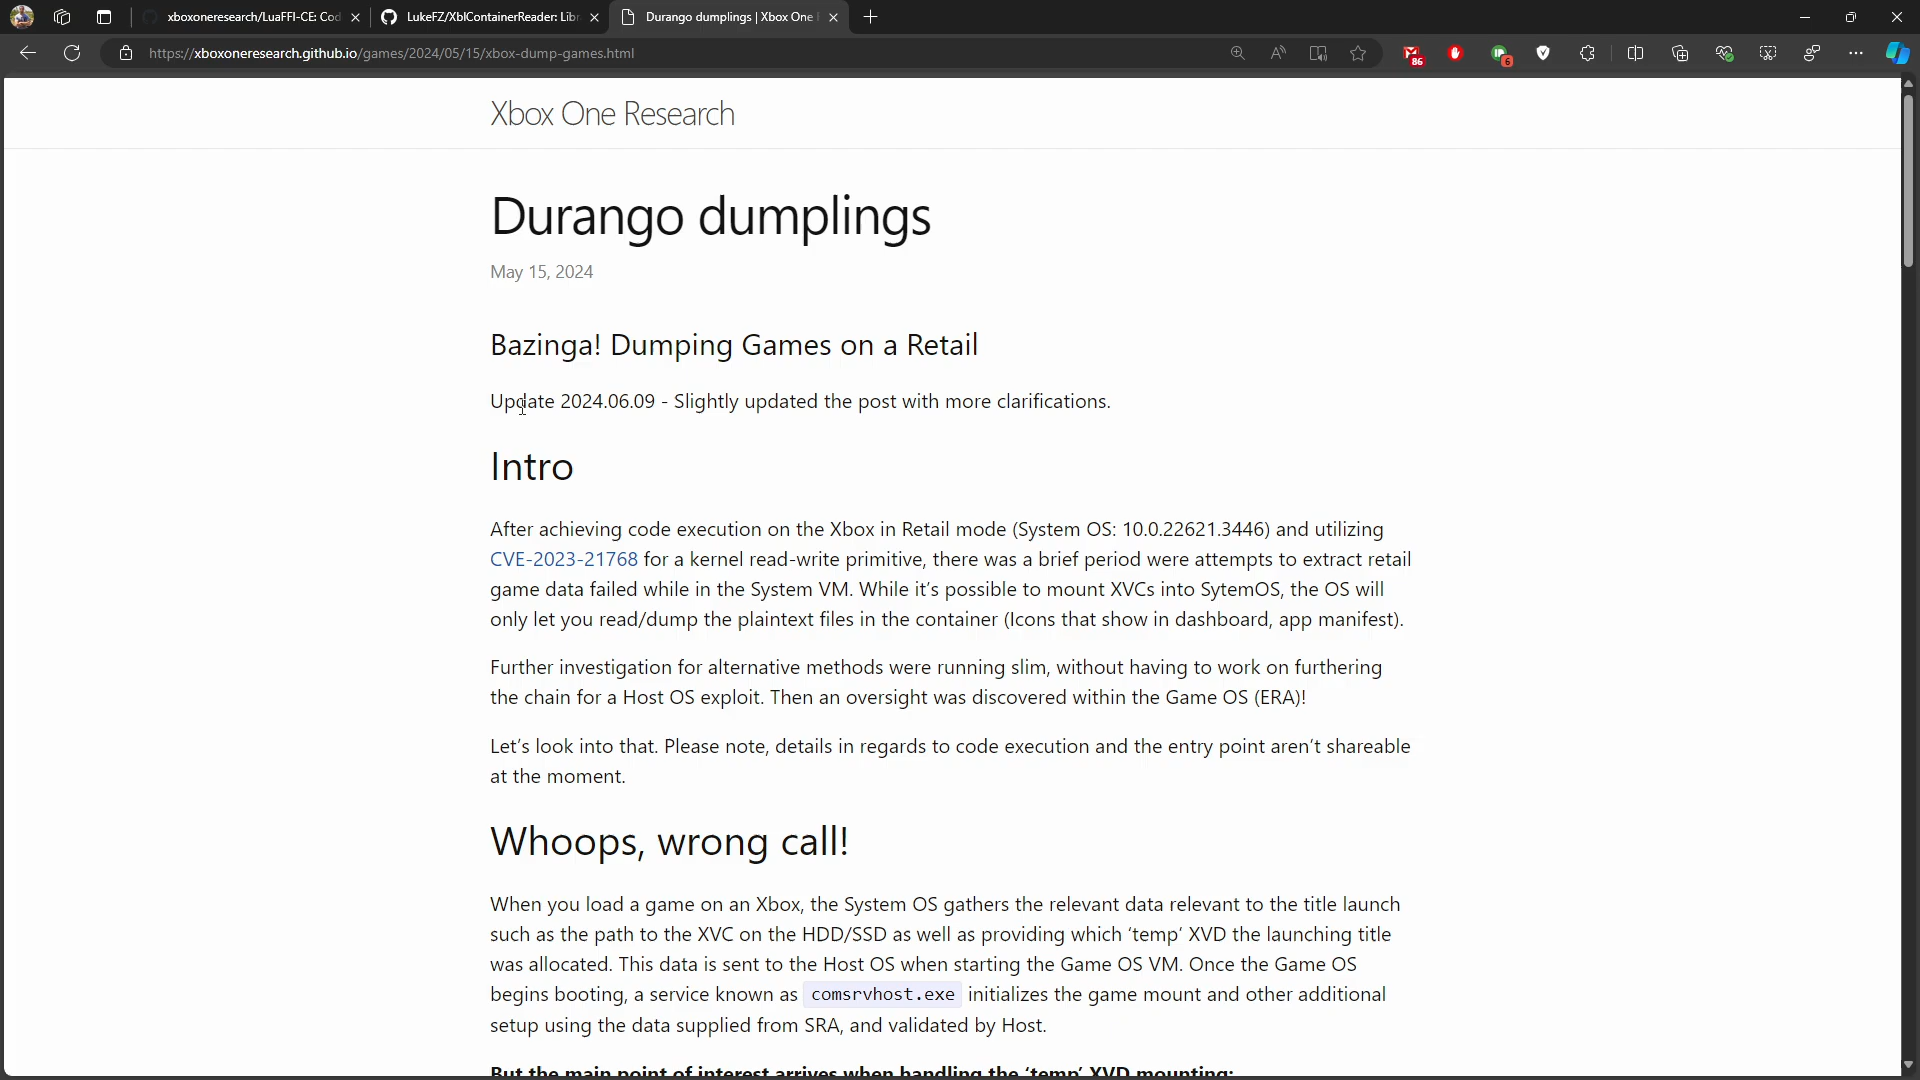 xboxoneresearch/LuaFFI-CE: Cod
LukeFZ/XblContainerReader: Libr
Durango dumplings | Xbox One
https://xboxoneresearch.github.io/games/2024/05/15/xbox-dump-games.html
86
6
Xbox One Research
Durango dumplings
May 15, 2024
Bazinga! Dumping Games on a Retail
Update 2024.06.09 - Slightly updated the post with more clarifications.
Intro
After achieving code execution on the Xbox in Retail mode (System OS: 10.0.22621.3446) and utilizing
CVE-2023-21768 for a kernel read-write primitive, there was a brief period were attempts to extract retail
game data failed while in the System VM. While it’s possible to mount XVCs into SytemOS, the OS will
only let you read/dump the plaintext files in the container (Icons that show in dashboard, app manifest).
Further investigation for alternative methods were running slim, without having to work on furthering
the chain for a Host OS exploit. Then an oversight was discovered within the Game OS (ERA)!
Let’s look into that. Please note, details in regards to code execution and the entry point aren’t shareable
at the moment.
Whoops, wrong call!
When you load a game on an Xbox, the System OS gathers the relevant data relevant to the title launch
such as the path to the XVC on the HDD/SSD as well as providing which ‘temp’ XVD the launching title
was allocated. This data is sent to the Host OS when starting the Game OS VM. Once the Game OS
begins booting, a service known as comsrvhost.exe initializes the game mount and other additional
setup using the data supplied from SRA, and validated by Host.
But the main point of interest arrives when handling the ‘temp’ XVD mounting: